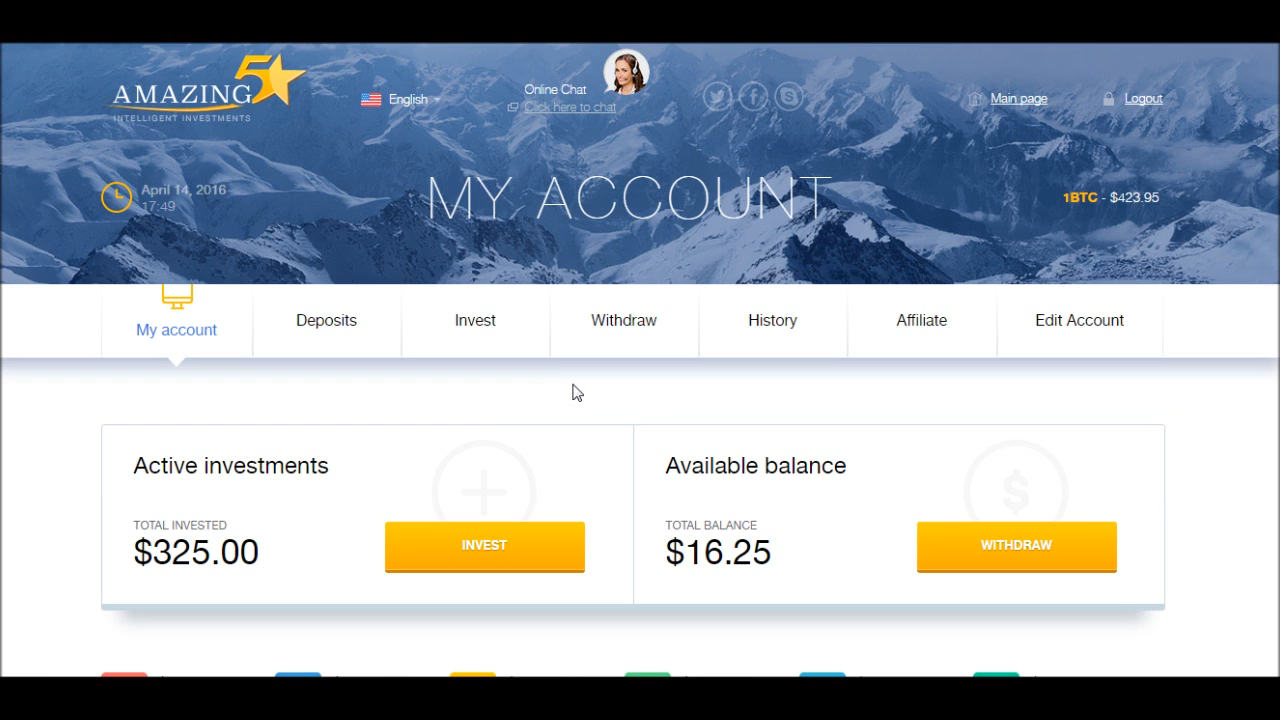 AMAZING5
INTELLIGENT INVESTMENTS
English
Online Chat
Click here to chat
Main page
Logout
April 14, 2016
17:49
MY ACCOUNT
1BTC - $423.95
My account
Deposits
Invest
Withdraw
History
Affiliate
Edit Account
Active investments
TOTAL INVESTED
$325.00
INVEST
Available balance
TOTAL BALANCE
$16.25
WITHDRAW